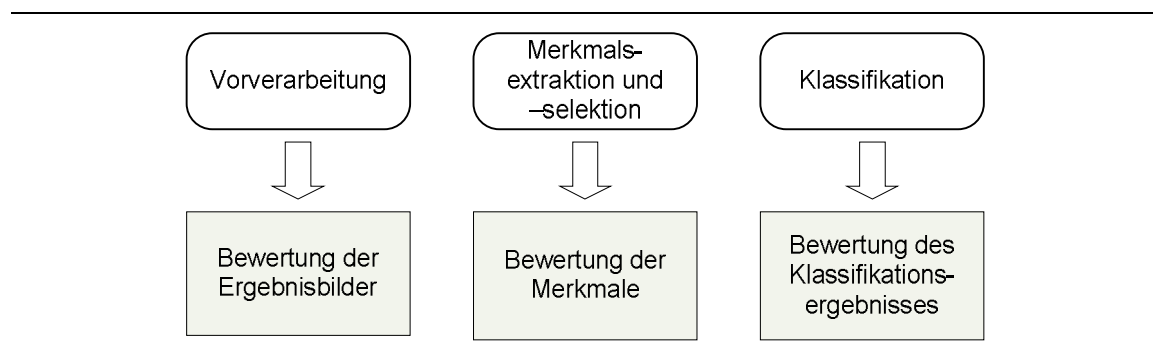 Vorverarbeitung
Merkmals-
extraktion und
–selektion
Klassifikation
Bewertung der
Ergebnisbilder
Bewertung der
Merkmale
Bewertung des
Klassifikations-
ergebnisses